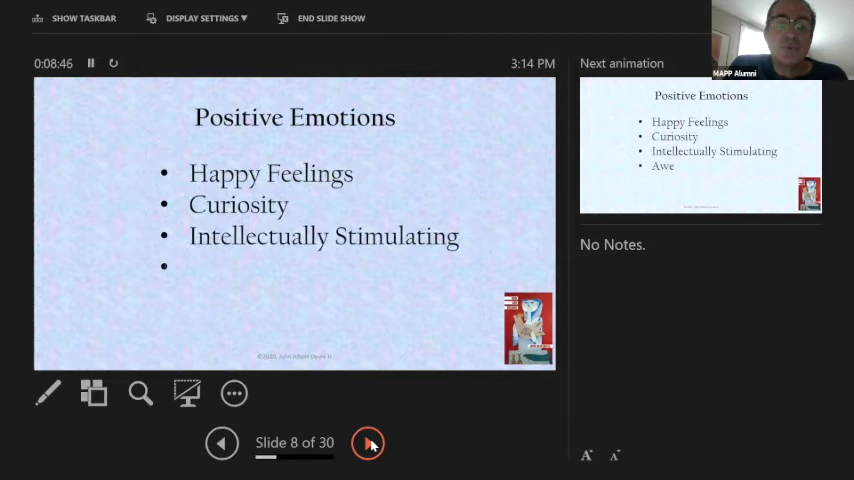 SHOW TASKBAR
DISPLAY SETTINGS ▼
END SLIDE SHOW
MAPP Alumni
0:08:46
3:14 PM
Positive Emotions
• Happy Feelings
• Curiosity
• Intellectually Stimulating
•
Next animation
Positive Emotions
• Happy Feelings
• Curiosity
• Intellectually Stimulating
• Awe
No Notes.
Slide 8 of 30
A A